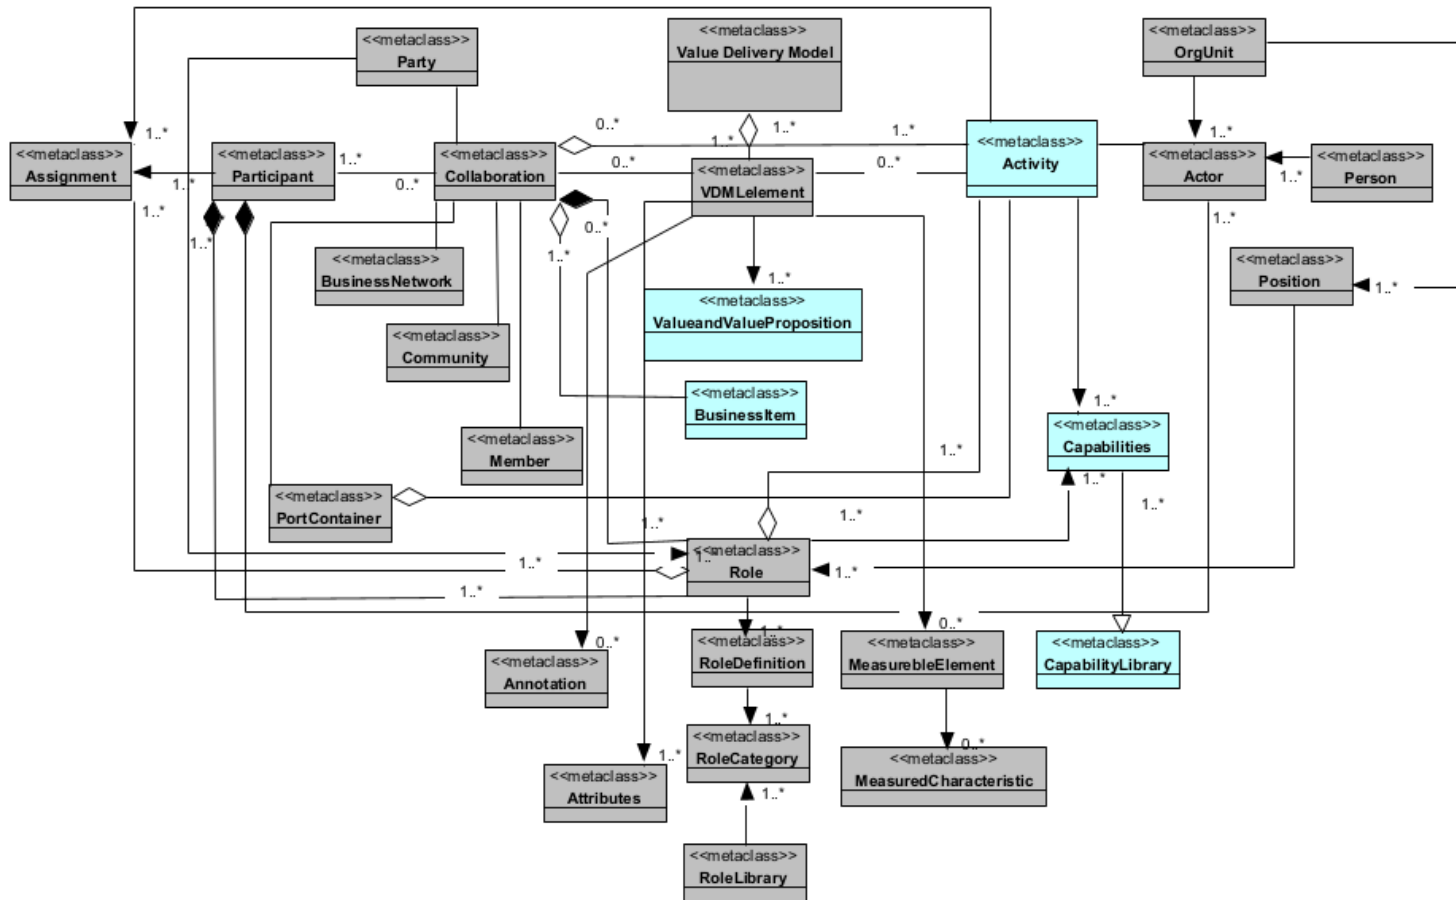 <<metaclass>>
Party
<<metaclass>>
Value Delivery Model
<<metaclass>>
OrgUnit
1..*
0..*
1..*
1..*
1..*
1..*
<<metaclass>>
Assignment
<<metaclass>>
Participant
1..*
<<metaclass>>
Collaboration
0..*
<<metaclass>>
VDMLelement
0..*
<<metaclass>>
Activity
<<metaclass>>
Actor
1..*
<<metaclass>>
Person
1..*
0..*
1..*
1..*
0..*
1..*
<<metaclass>>
BusinessNetwork
1..*
<<metaclass>>
ValueandValueProposition
<<metaclass>>
Position
1..*
<<metaclass>>
Community
<<metaclass>>
BusinessItem
1..*
<<metaclass>>
Capabilities
<<metaclass>>
Member
1..*
1..*
<<metaclass>>
PortContainer
1..*
1..*
1..*
<<metaclass>>
Role
1..*
1..*
1..*
1..*
1..*
0..*
0..*
<<metaclass>>
Annotation
<<metaclass>>
RoleDefinition
<<metaclass>>
MeasurebleElement
<<metaclass>>
CapabilityLibrary
1..*
1..*
0..*
<<metaclass>>
Attributes
<<metaclass>>
RoleCategory
<<metaclass>>
MeasuredCharacteristic
1..*
<<metaclass>>
RoleLibrary